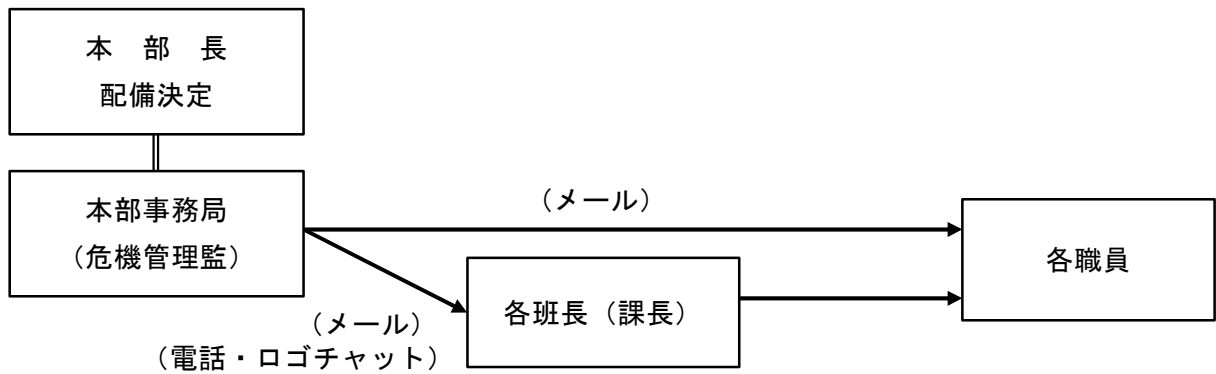 本　部　長
配備決定
本部事務局
（危機管理監）
（メール）
各職員
各班長（課長）
（メール）
（電話・ロゴチャット）